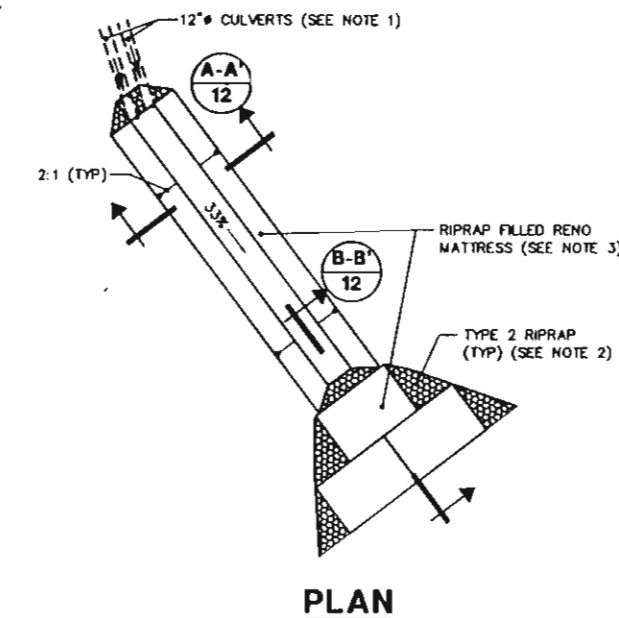 12"ø CULVERTS (SEE NOTE 1)
A-A'
12
2:1 (TYP)
33%
RIPRAP FILLED RENO
MATTRESS (SEE NOTE 3)
B-B'
12
TYPE 2 RIPRAP
(TYP) (SEE NOTE 2)
PLAN